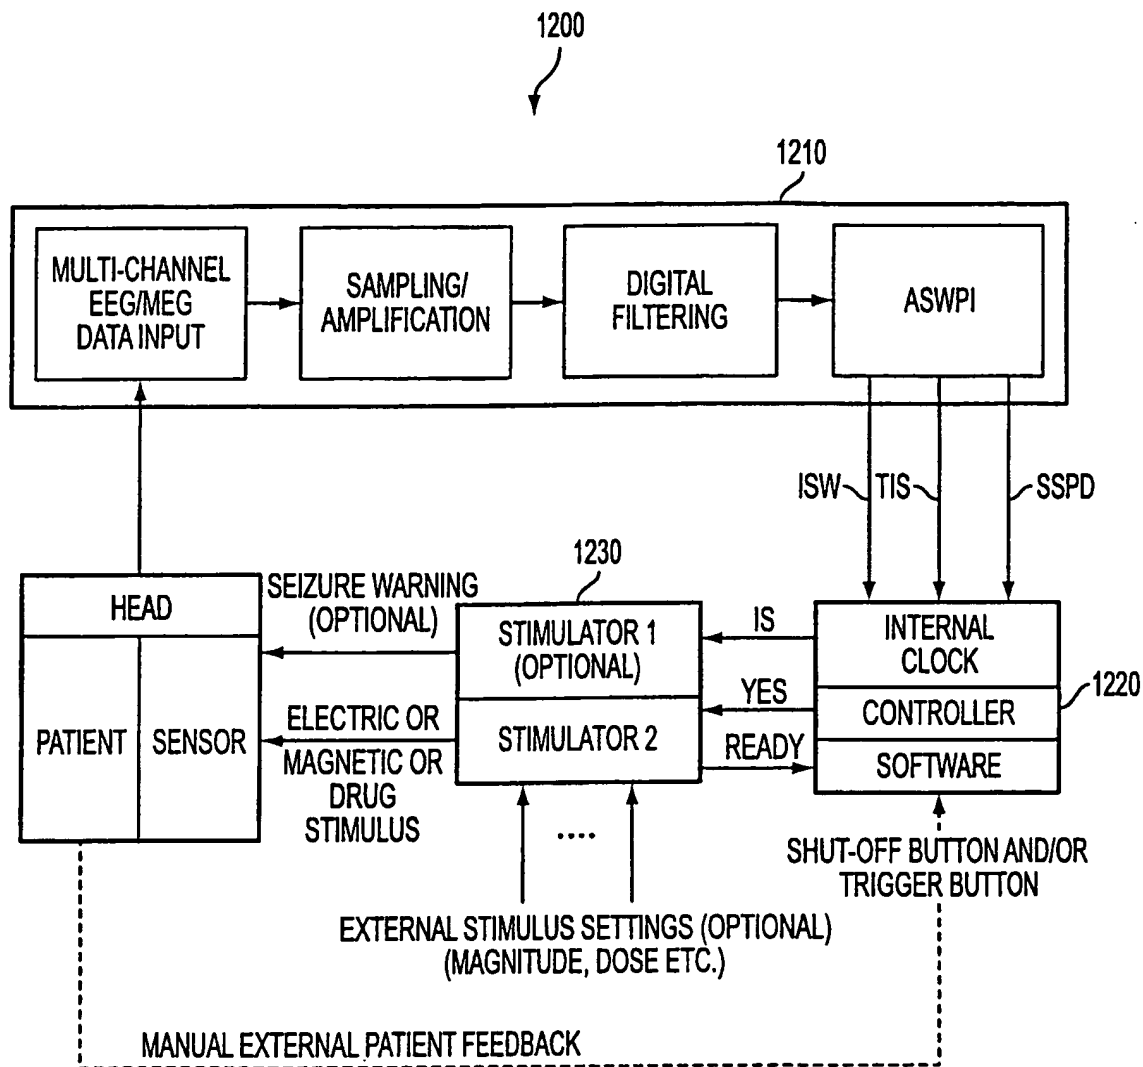 1200
1210
MULTI-CHANNEL
EEG/MEG
DATA INPUT
SAMPLING/
AMPLIFICATION
DIGITAL
FILTERING
ASWPI
ISW
TIS
SSPD
HEAD
PATIENT
SENSOR
SEIZURE WARNING
(OPTIONAL)
ELECTRIC OR
MAGNETIC OR
DRUG
STIMULUS
1230
STIMULATOR 1
(OPTIONAL)
STIMULATOR 2
IS
YES
READY
INTERNAL
CLOCK
CONTROLLER
SOFTWARE
1220
....
EXTERNAL STIMULUS SETTINGS (OPTIONAL)
(MAGNITUDE, DOSE ETC.)
SHUT-OFF BUTTON AND/OR
TRIGGER BUTTON
MANUAL EXTERNAL PATIENT FEEDBACK